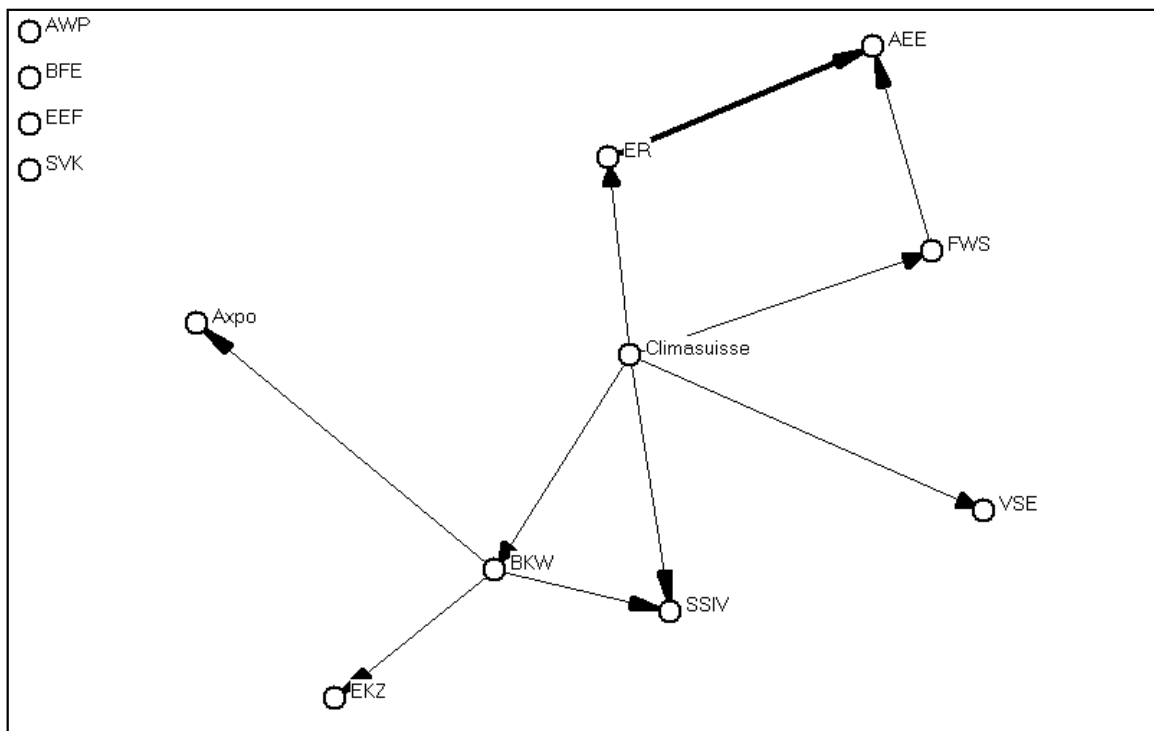 AWP
BFE
EEF
SVK
AEE
ER
FWS
Axpo
Climasuisse
VSE
BKW
SSIV
EKZ